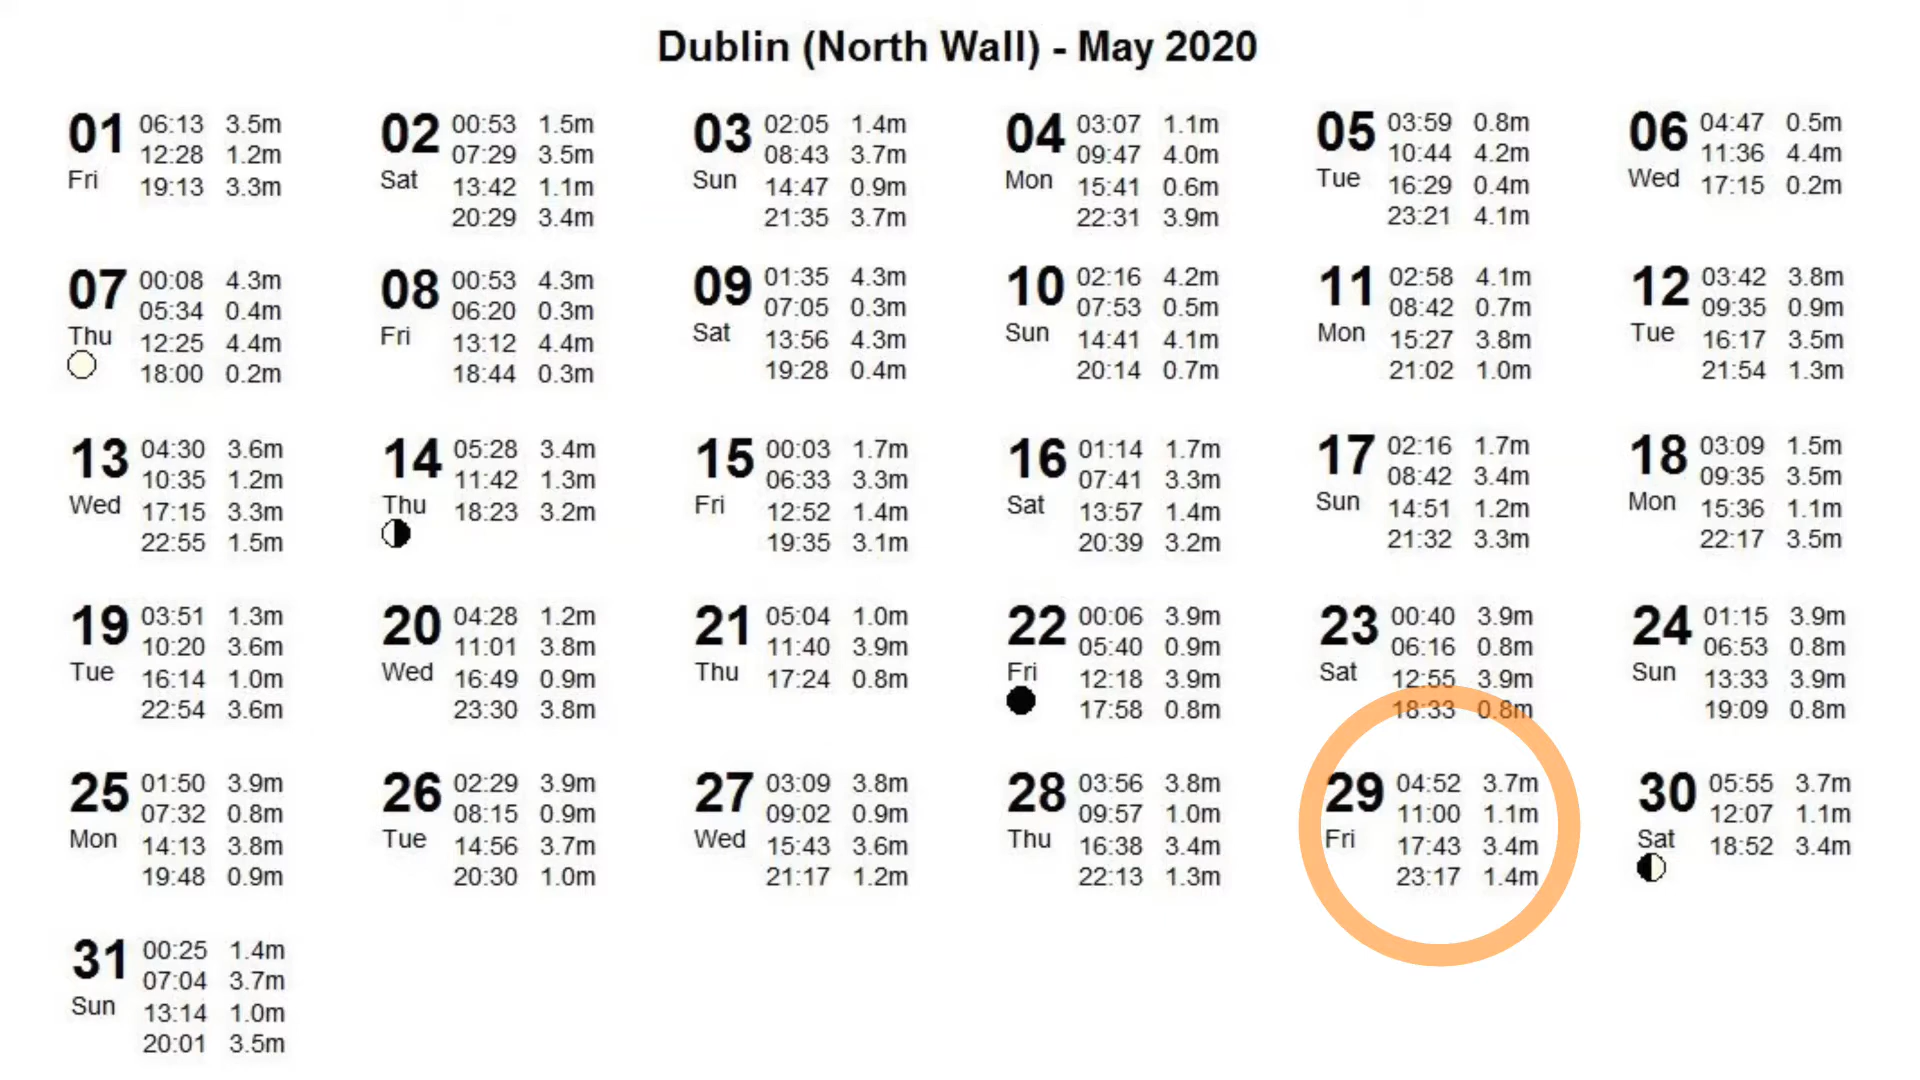 Dublin (North Wall) - May 2020
01 Fri
06:13 3.5m
12:28 1.2m
19:13 3.3m
02 Sat
00:53 1.5m
07:29 3.5m
13:42 1.1m
20:29 3.4m
03 Sun
02:05 1.4m
08:43 3.7m
14:47 0.9m
21:35 3.7m
04 Mon
03:07 1.1m
09:47 4.0m
15:41 0.6m
22:31 3.9m
05 Tue
03:59 0.8m
10:44 4.2m
16:29 0.4m
23:21 4.1m
06 Wed
04:47 0.5m
11:36 4.4m
17:15 0.2m
07 Thu
00:08 4.3m
05:34 0.4m
12:25 4.4m
18:00 0.2m
08 Fri
00:53 4.3m
06:20 0.3m
13:12 4.4m
18:44 0.3m
09 Sat
01:35 4.3m
07:05 0.3m
13:56 4.3m
19:28 0.4m
10 Sun
02:16 4.2m
07:53 0.5m
14:41 4.1m
20:14 0.7m
11 Mon
02:58 4.1m
08:42 0.7m
15:27 3.8m
21:02 1.0m
12 Tue
03:42 3.8m
09:35 0.9m
16:17 3.5m
21:54 1.3m
13 Wed
04:30 3.6m
10:35 1.2m
17:15 3.3m
22:55 1.5m
14 Thu
05:28 3.4m
11:42 1.3m
18:23 3.2m
15 Fri
00:03 1.7m
06:33 3.3m
12:52 1.4m
19:35 3.1m
16 Sat
01:14 1.7m
07:41 3.3m
13:57 1.4m
20:39 3.2m
17 Sun
02:16 1.7m
08:42 3.4m
14:51 1.2m
21:32 3.3m
18 Mon
03:09 1.5m
09:35 3.5m
15:36 1.1m
22:17 3.5m
19 Tue
03:51 1.3m
10:20 3.6m
16:14 1.0m
22:54 3.6m
20 Wed
04:28 1.2m
11:01 3.8m
16:49 0.9m
23:30 3.8m
21 Thu
05:04 1.0m
11:40 3.9m
17:24 0.8m
22 Fri
00:06 3.9m
05:40 0.9m
12:18 3.9m
17:58 0.8m
23 Sat
00:40 3.9m
06:16 0.8m
12:55 3.9m
18:33 0.8m
24 Sun
01:15 3.9m
06:53 0.8m
13:33 3.9m
19:09 0.8m
25 Mon
01:50 3.9m
07:32 0.8m
14:13 3.8m
19:48 0.9m
26 Tue
02:29 3.9m
08:15 0.9m
14:56 3.7m
20:30 1.0m
27 Wed
03:09 3.8m
09:02 0.9m
15:43 3.6m
21:17 1.2m
28 Thu
03:56 3.8m
09:57 1.0m
16:38 3.4m
22:13 1.3m
29 Fri
04:52 3.7m
11:00 1.1m
17:43 3.4m
23:17 1.4m
30 Sat
05:55 3.7m
12:07 1.1m
18:52 3.4m
31 Sun
00:25 1.4m
07:04 3.7m
13:14 1.0m
20:01 3.5m